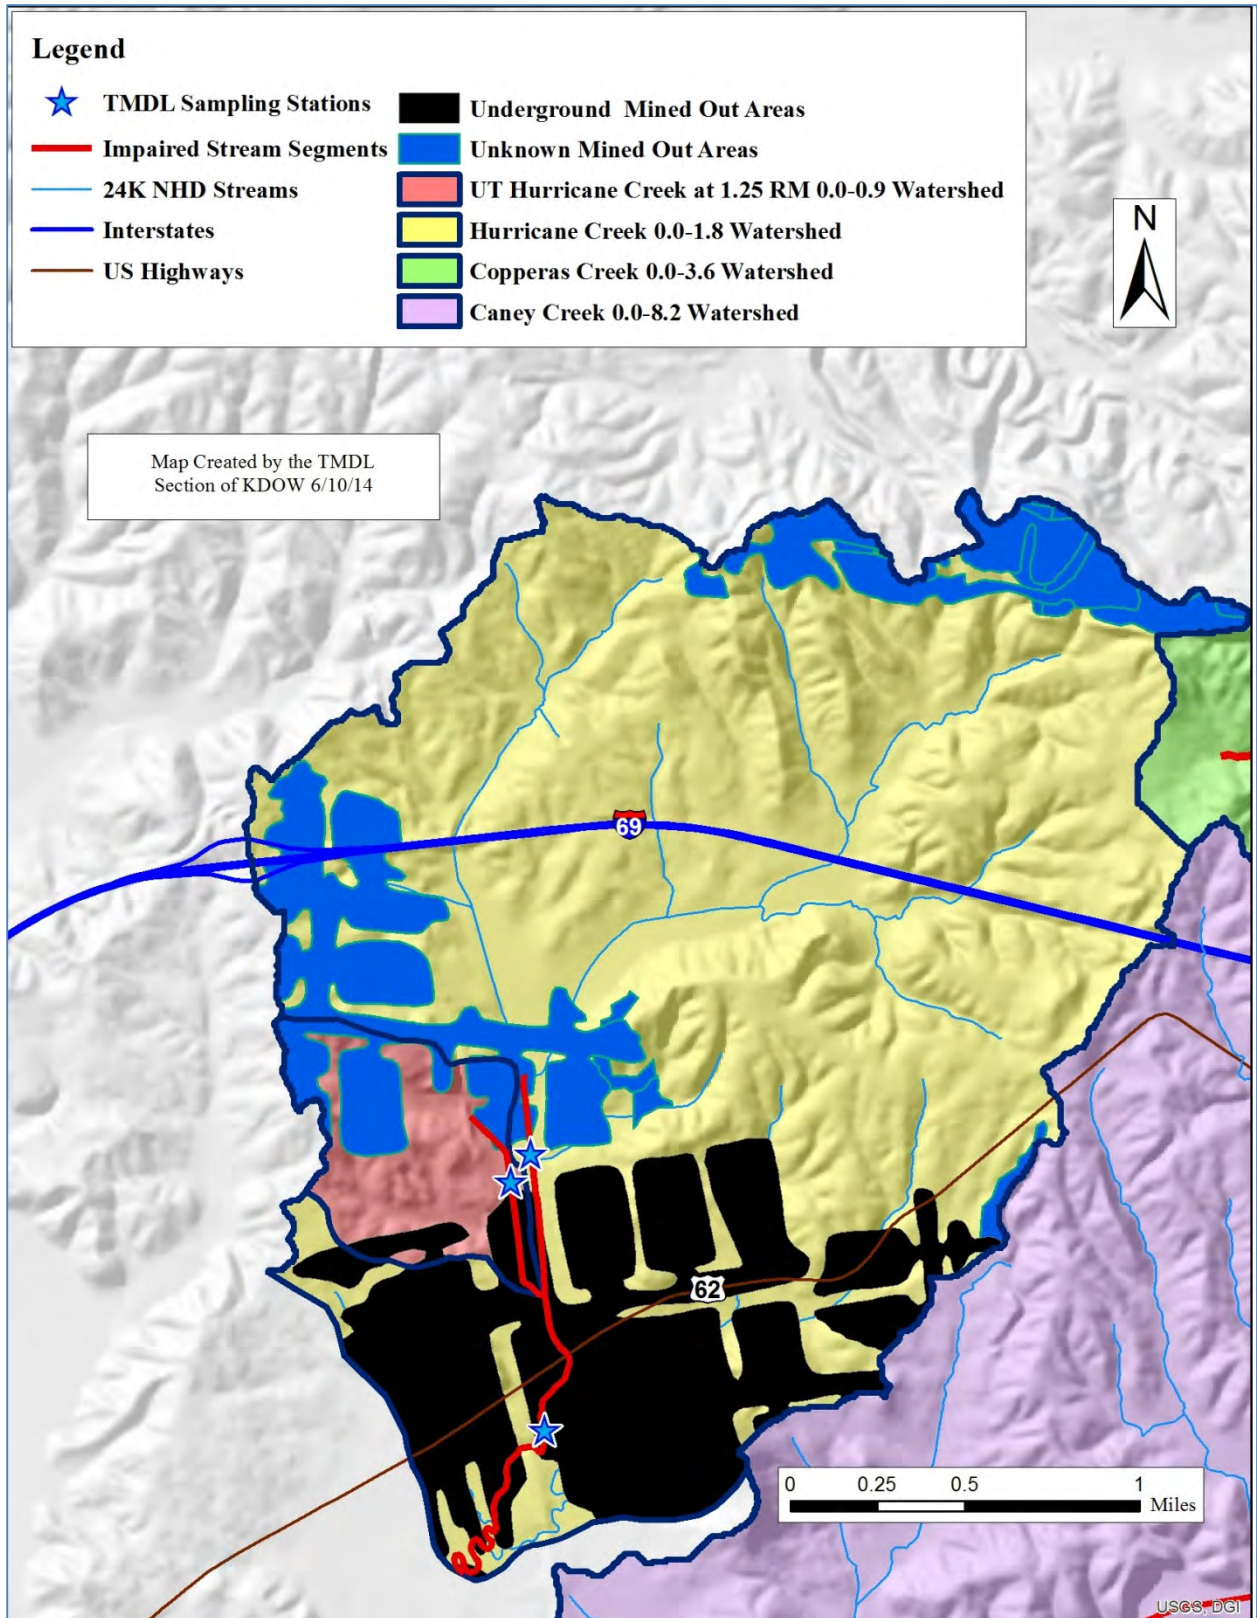 Legend
TMDL Sampling Stations
Impaired Stream Segments
24K NHD Streams
Interstates
US Highways
Underground Mined Out Areas
Unknown Mined Out Areas
UT Hurricane Creek at 1.25 RM 0.0-0.9 Watershed
Hurricane Creek 0.0-1.8 Watershed
Copperas Creek 0.0-3.6 Watershed
Caney Creek 0.0-8.2 Watershed
N
Map Created by the TMDL
Section of KDOW 6/10/14
69
62
0 0.25 0.5 1
Miles
USGS, DGI